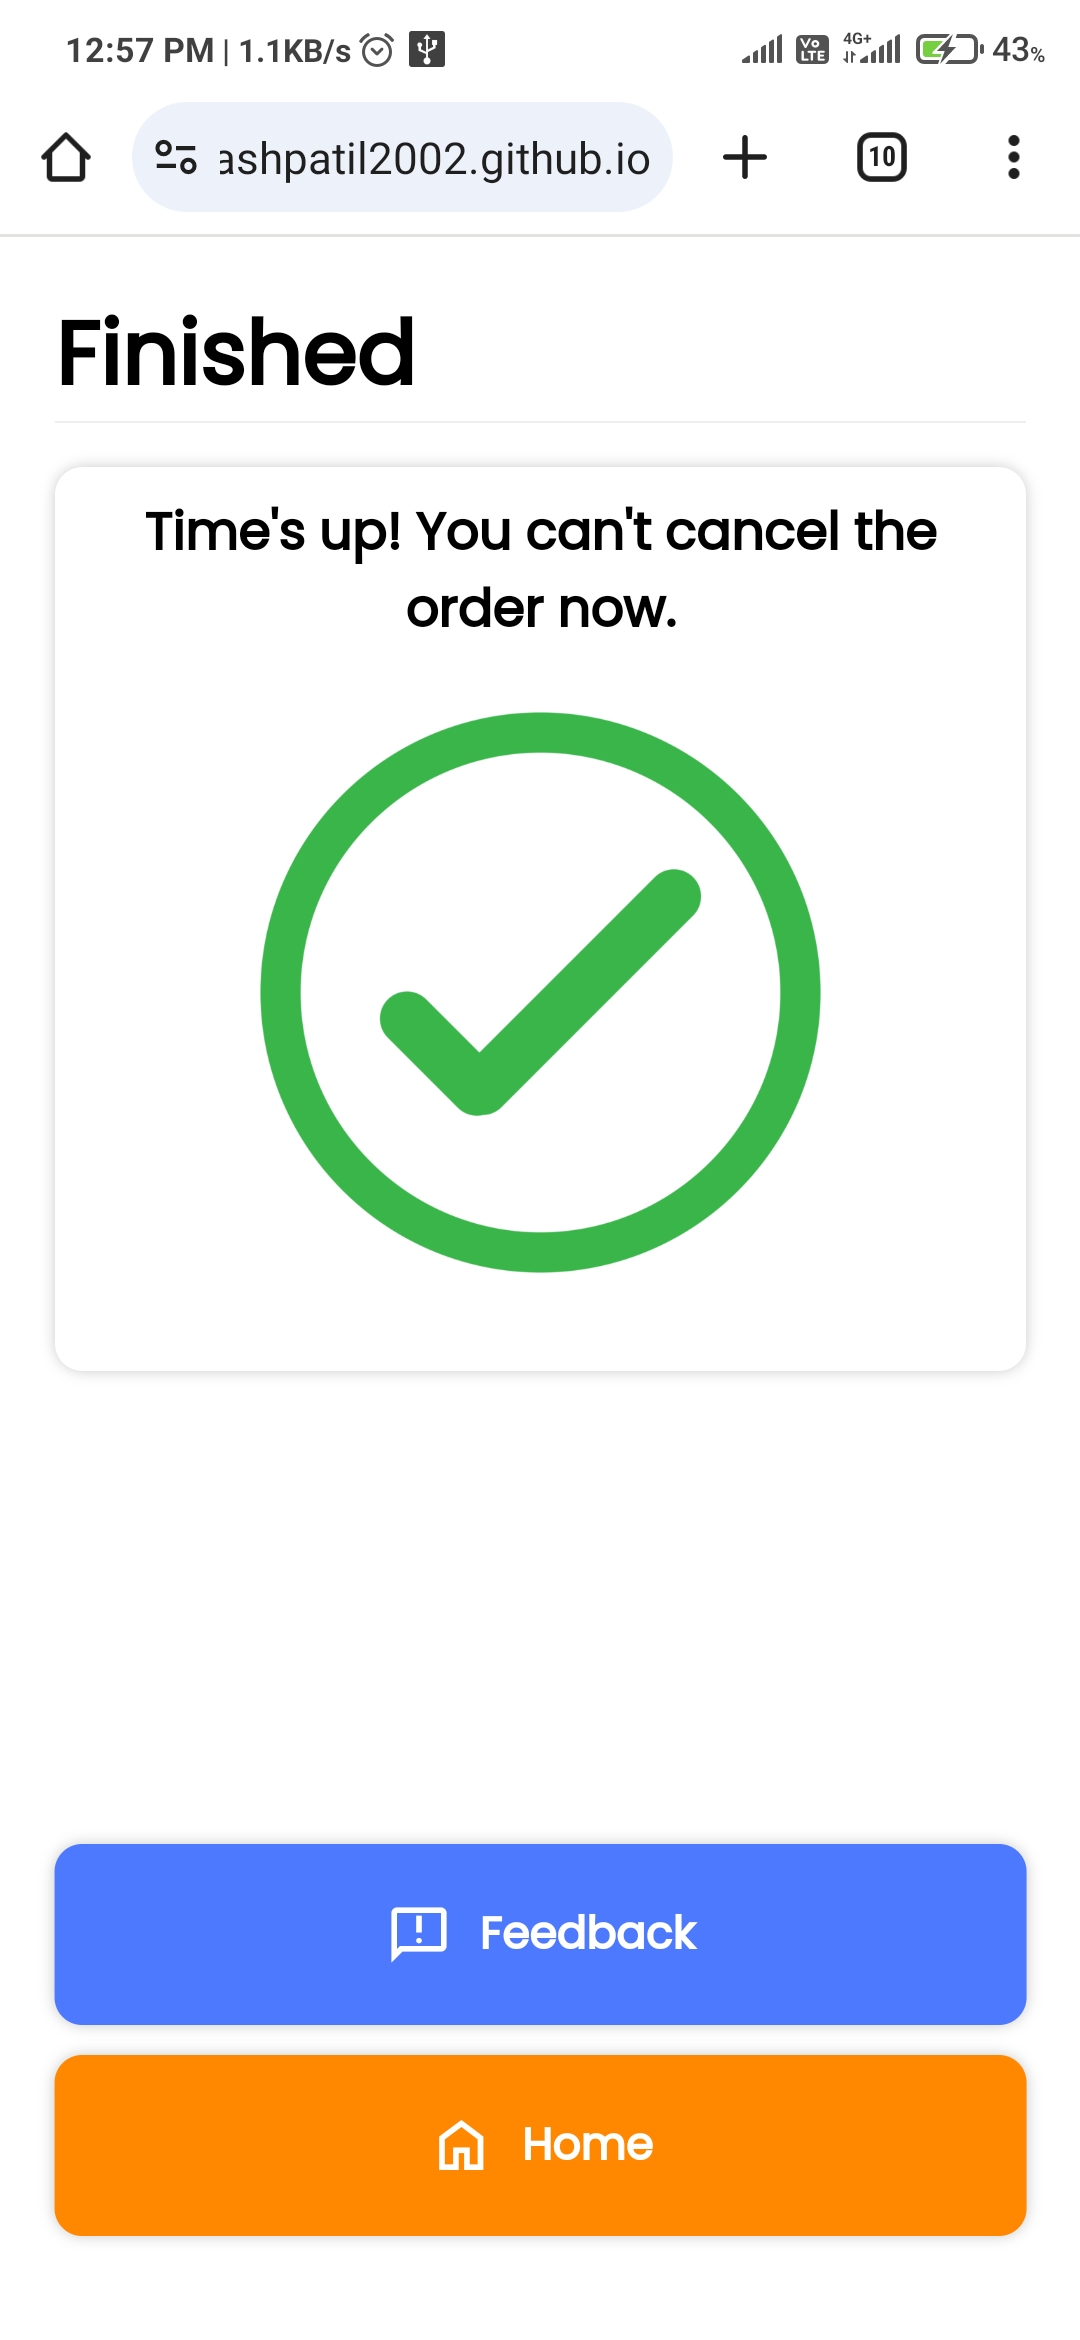 12:57 PM | 1.1KB/s
Vo LTE 4G+ 43%
ashpatil2002.github.io
10
Finished
Time's up! You can't cancel the
order now.
Feedback
Home